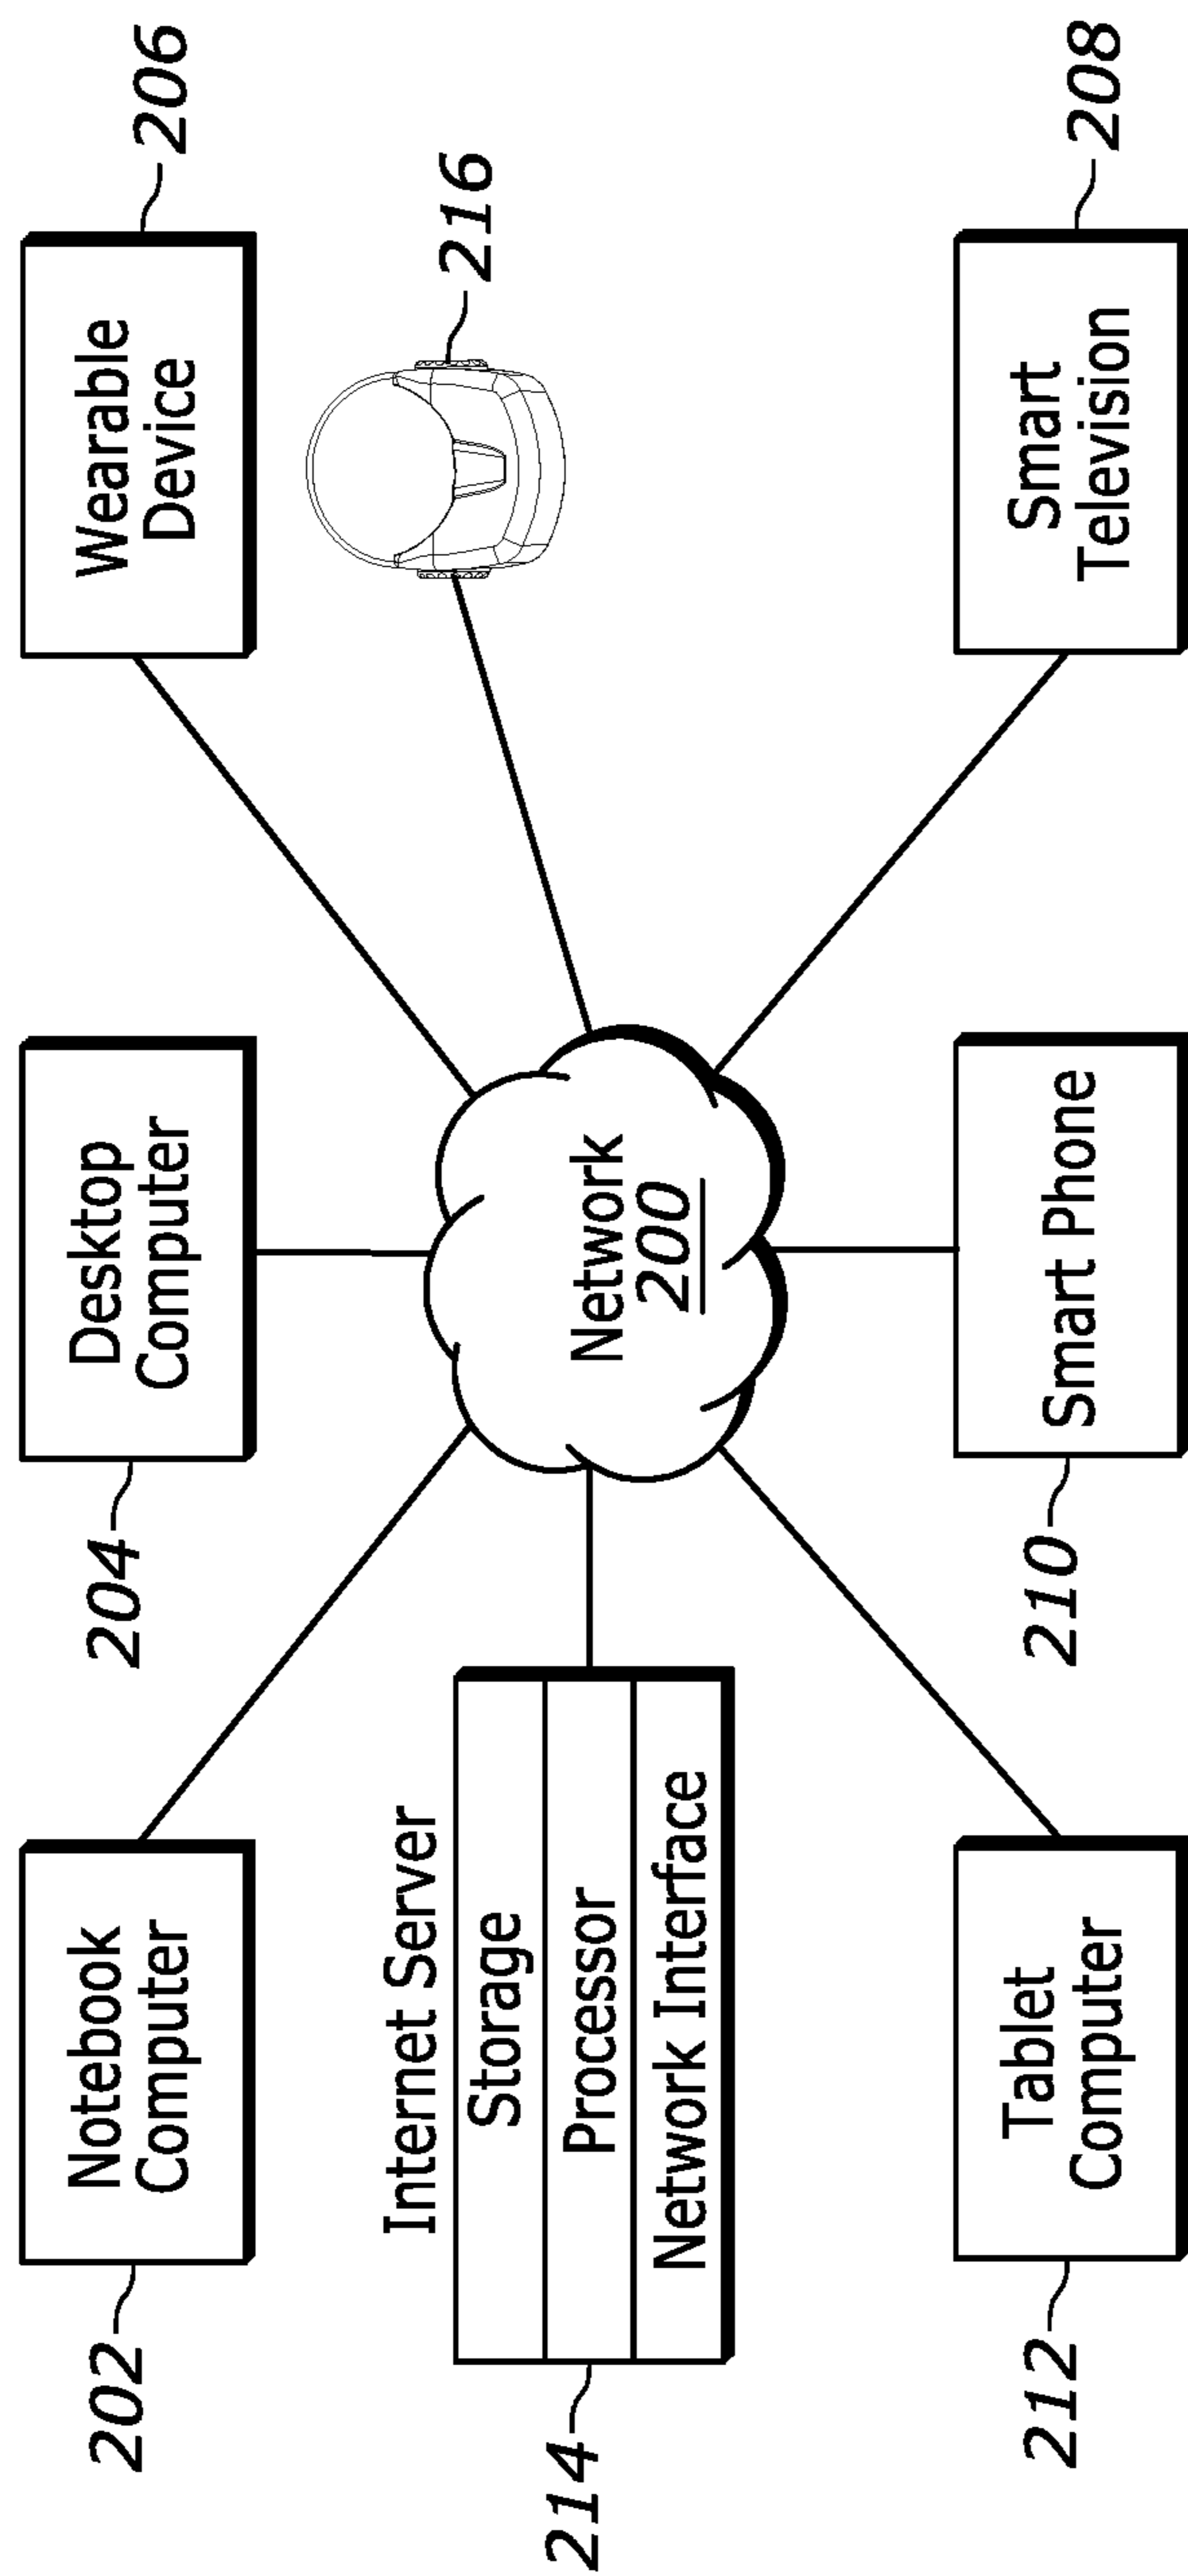 202
Notebook
Computer
204
Desktop
Computer
206
Wearable
Device
Internet Server
214
Storage
Processor
Network Interface
Network
200
216
212
Tablet
Computer
210
Smart Phone
208
Smart
Television